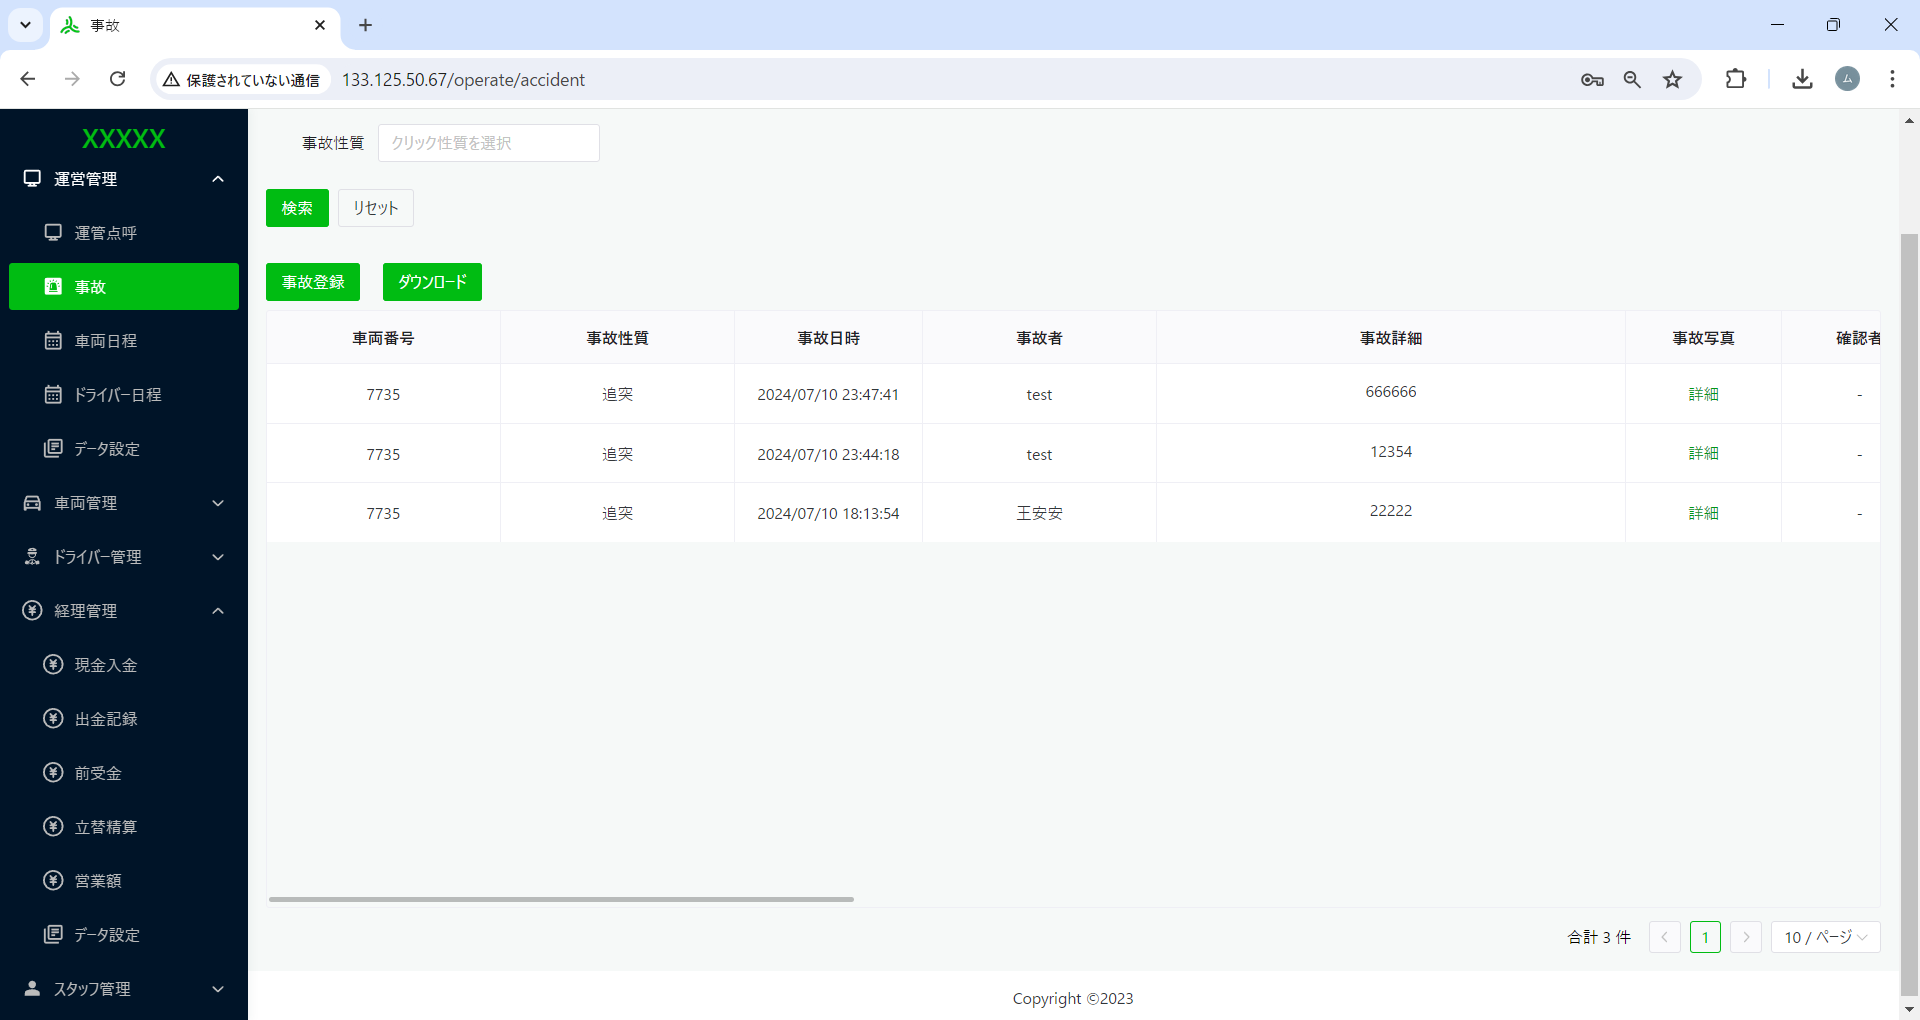 事故
保護されていない通信 133.125.50.67/operate/accident
ム
XXXXX
運営管理
運管点呼
事故
車両日程
ドライバー日程
データ設定
車両管理
ドライバー管理
経理管理
現金入金
出金記録
前受金
立替精算
営業額
データ設定
スタッフ管理
事故性質 クリック性質を選択
検索 リセット
事故登録 ダウンロード
車両番号 事故性質 事故日時 事故者 事故詳細 事故写真 確認者
7735 追突 2024/07/10 23:47:41 test 666666 詳細 -
7735 追突 2024/07/10 23:44:18 test 12354 詳細 -
7735 追突 2024/07/10 18:13:54 王安安 22222 詳細 -
合計 3 件 1 10 / ページ
Copyright ©2023